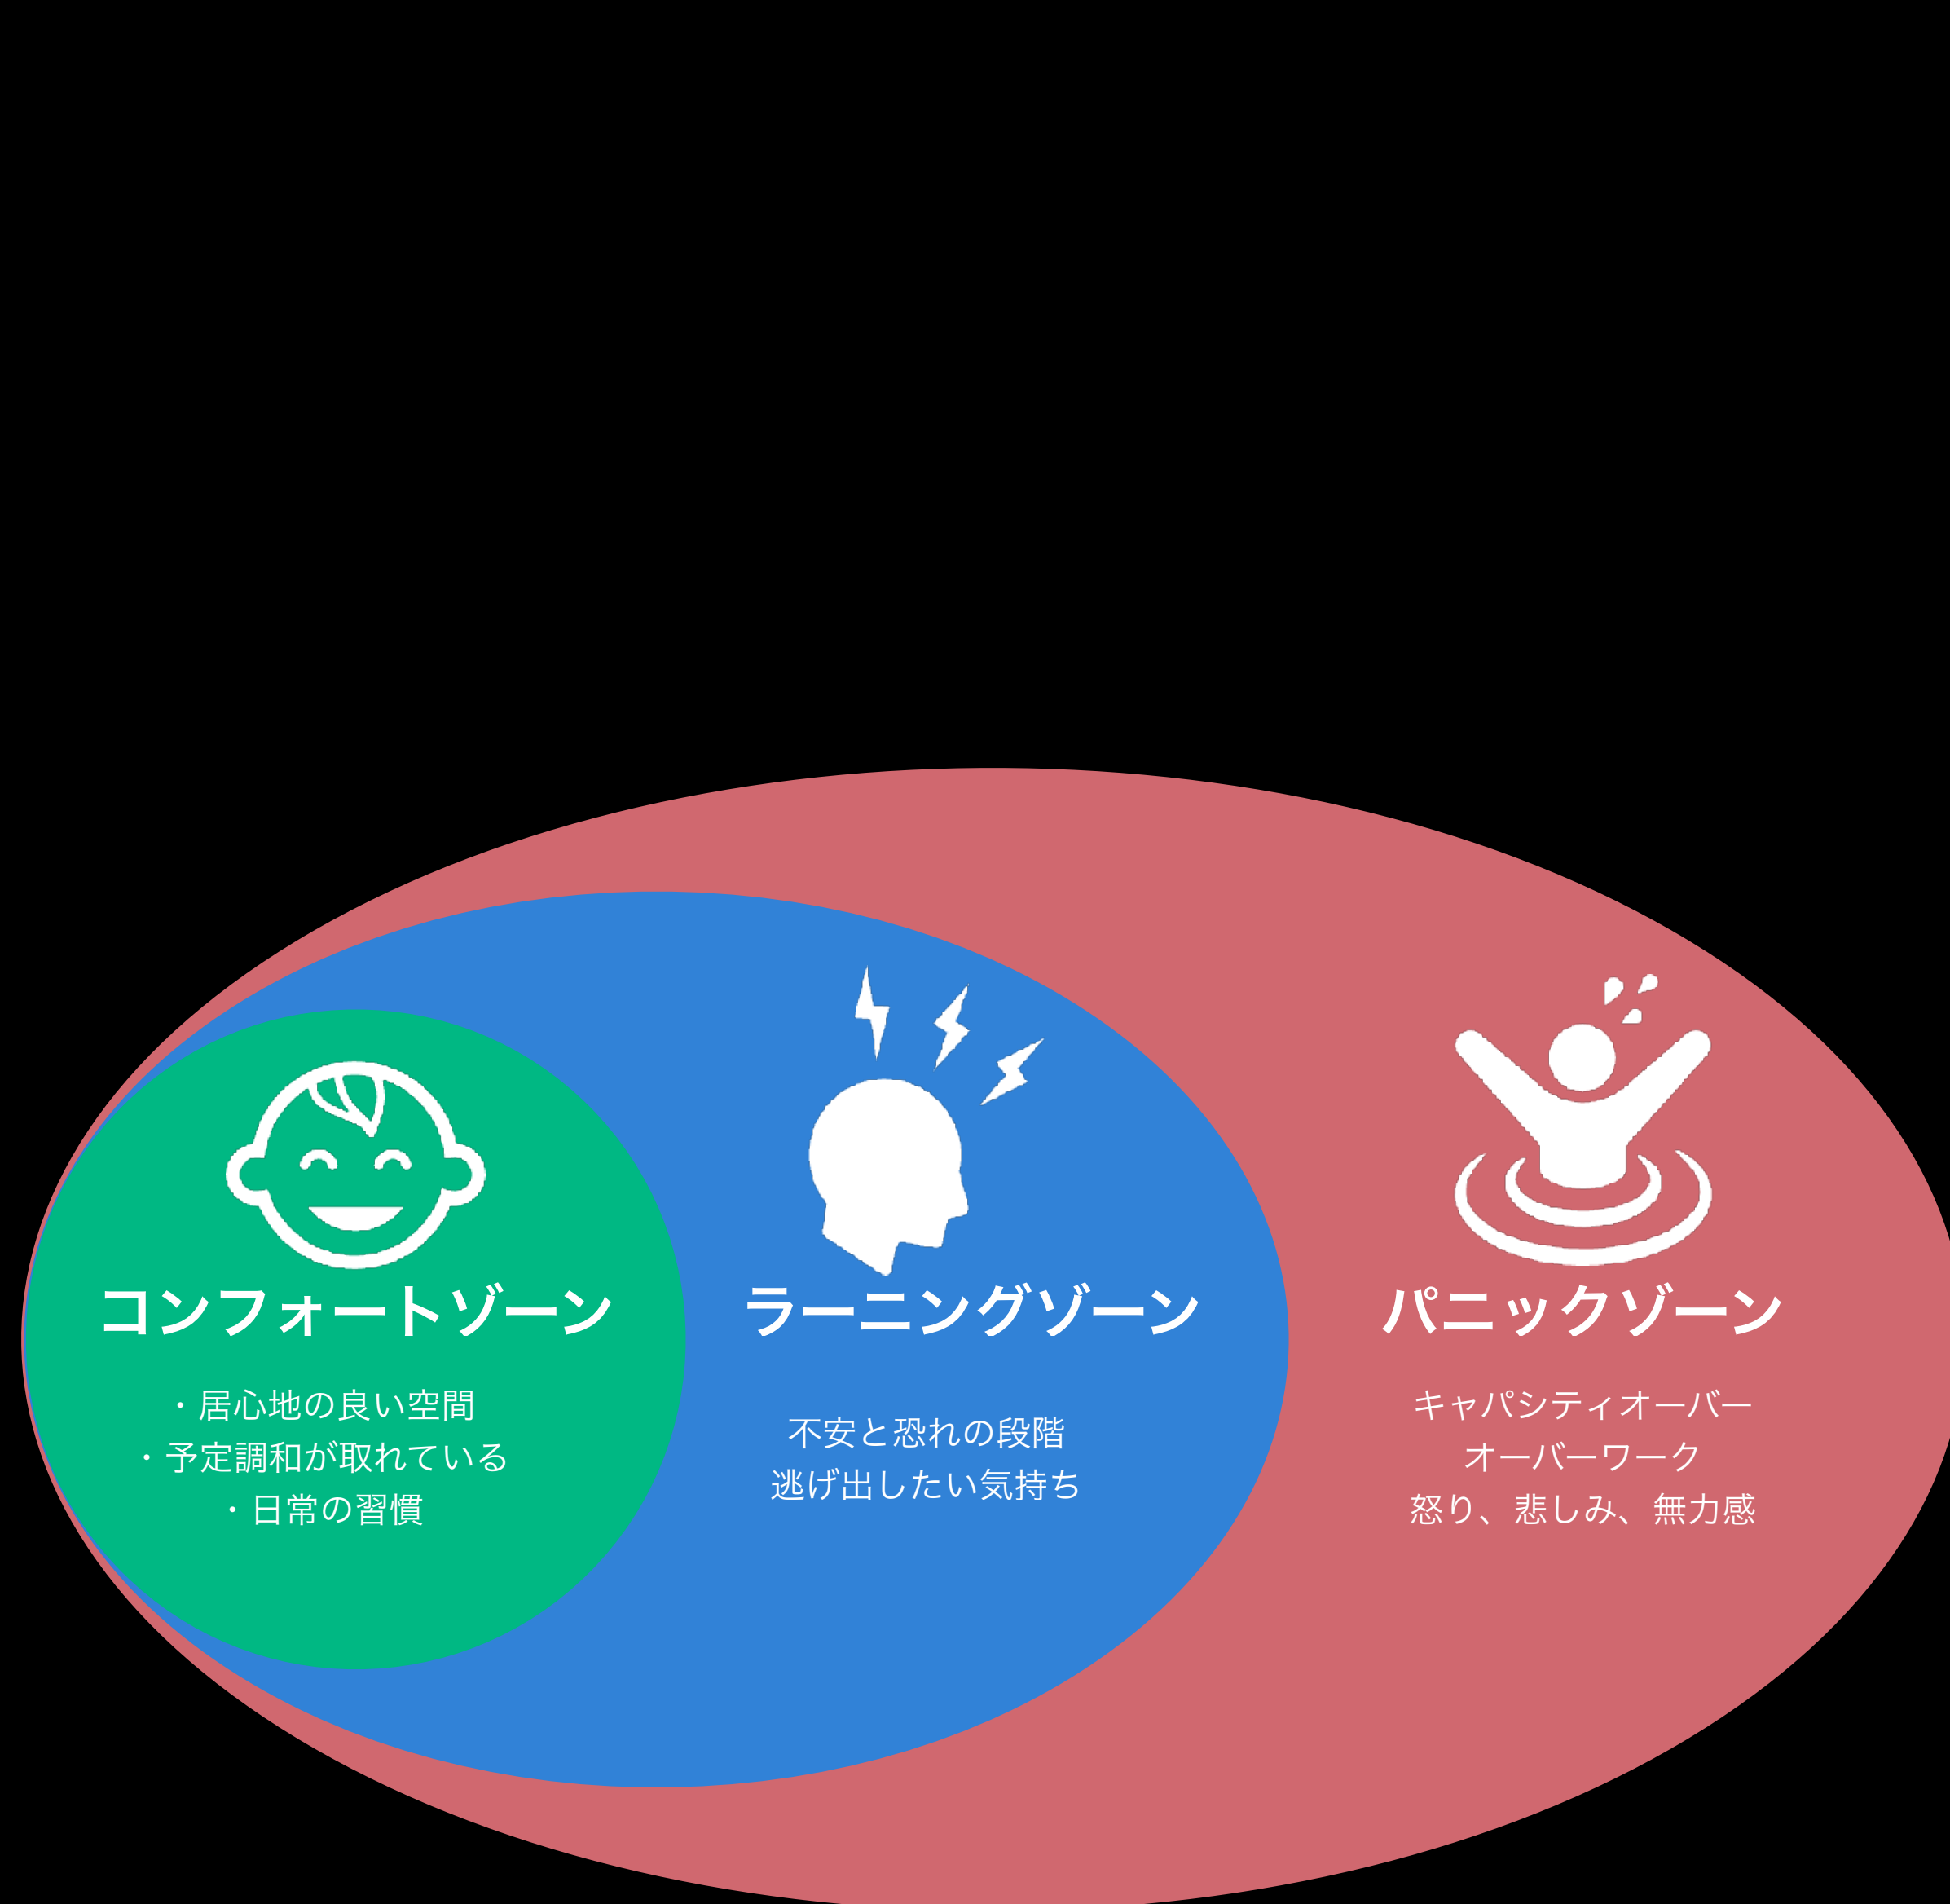 コンフォートゾーン
・居心地の良い空間
・予定調和が取れている
・日常の習慣
ラーニングゾーン
不安と恐れの段階
逃げ出したい気持ち
パニックゾーン
キャパシティオーバー
オーバーワーク
怒り、悲しみ、無力感